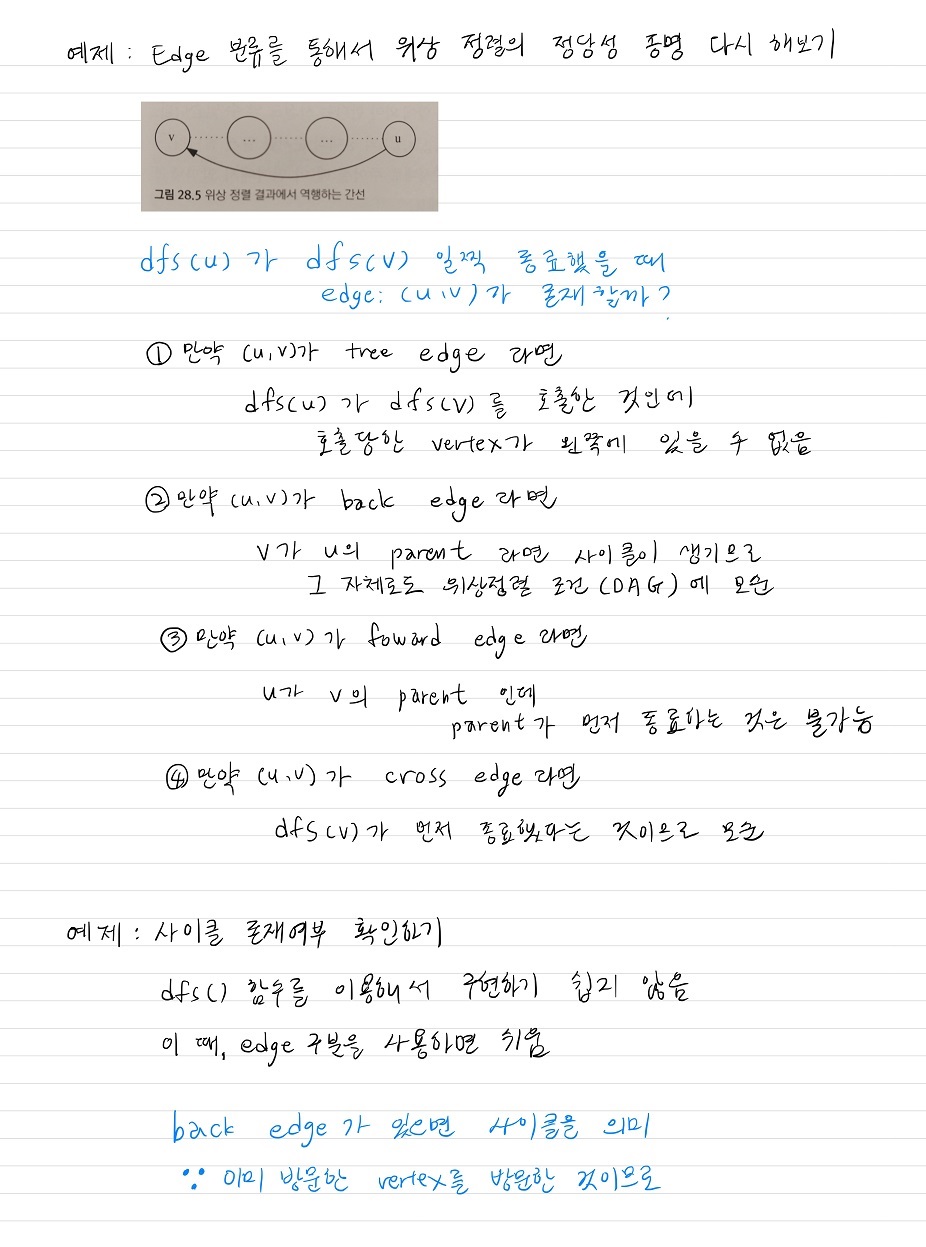 예제 : Edge 분류를 통해서 위상 정렬의 정당성 증명 다시 해보기
v ... ... u
그림 28.5 위상 정렬 결과에서 역행하는 간선
dfs(u)가 dfs(v) 일찍 종료했을 때
edge: (u,v)가 존재할까?
① 만약 (u,v)가 tree edge 라면
dfs(u)가 dfs(v)를 호출한 것인데
호출당한 vertex가 왼쪽에 있을 수 없음
② 만약 (u,v)가 back edge 라면
v가 u의 parent 라면 사이클이 생기므로
그 자체로도 위상정렬 조건(DAG)에 모순
③ 만약 (u,v)가 foward edge 라면
u가 v의 parent 인데
parent가 먼저 종료하는 것은 불가능
④ 만약 (u,v)가 cross edge 라면
dfs(v)가 먼저 종료했다는 것이므로 모순
예제 : 사이클 존재여부 확인하기
dfs() 함수를 이용해서 구현하기 쉽지 않음
이 때, edge 구분을 사용하면 쉬움
back edge가 있으면 사이클을 의미
∵ 이미 방문한 vertex를 방문한 것이므로